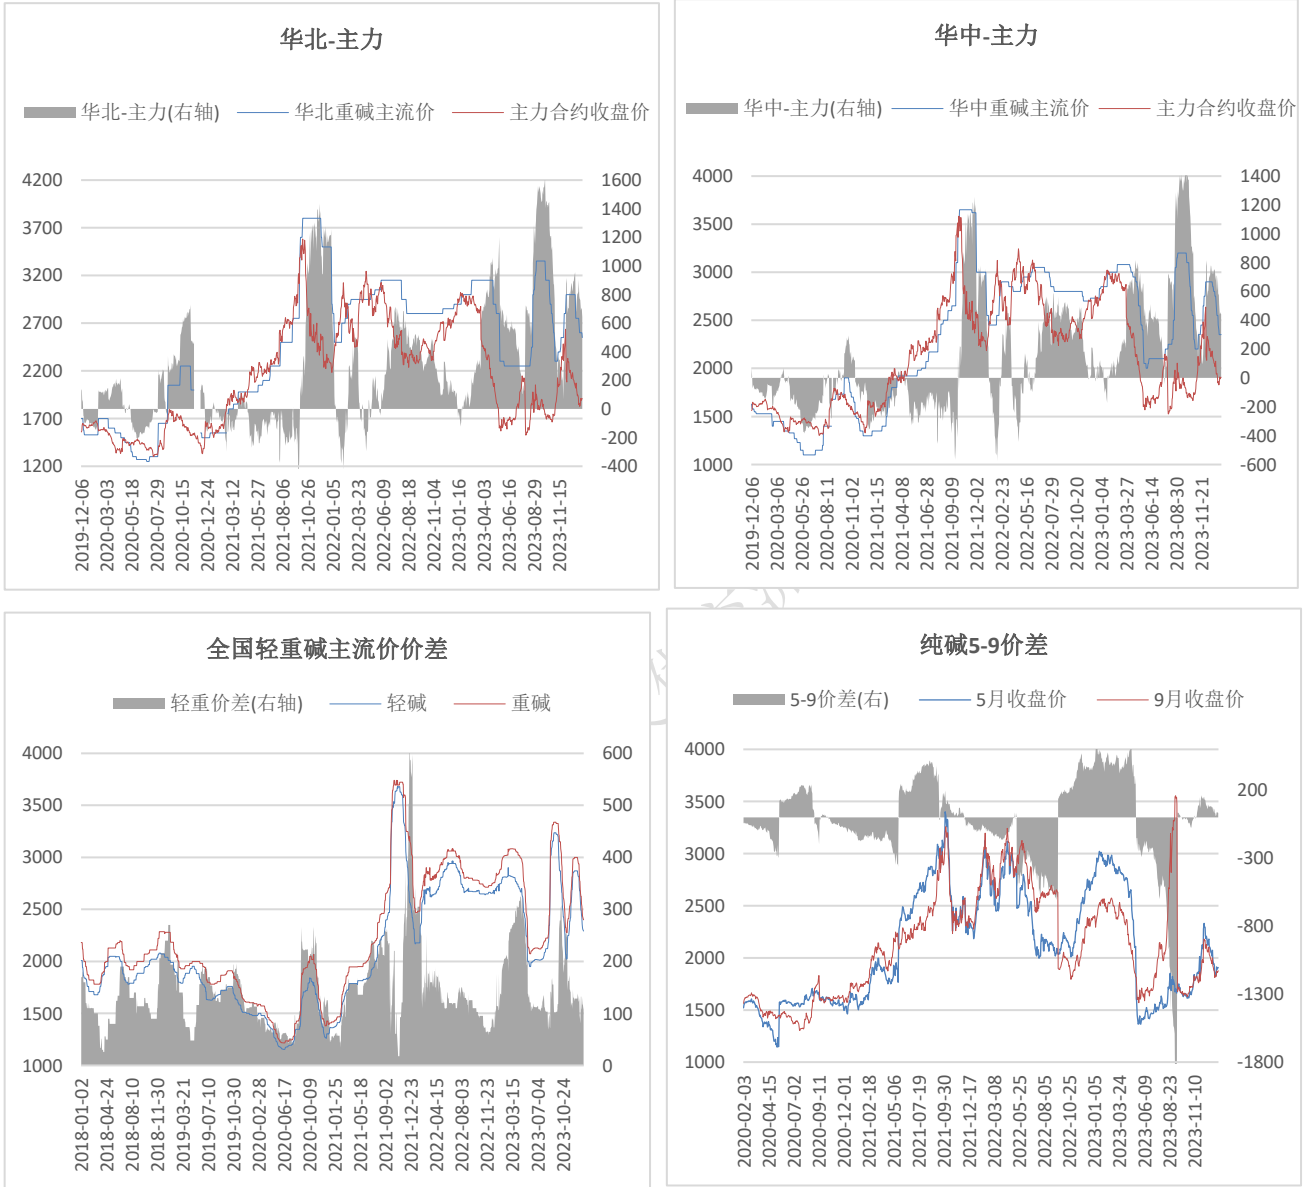 华北-主力
华北-主力(右轴) 华北重碱主流价 主力合约收盘价
4200 3700 3200 2700 2200 1700 1200
1600 1400 1200 1000 800 600 400 200 0 -200 -400
2019-12-06 2020-03-03 2020-05-18 2020-07-29 2020-10-15 2020-12-24 2021-03-12 2021-05-27 2021-08-06 2021-10-26 2022-01-05 2022-03-23 2022-06-09 2022-08-18 2022-11-04 2023-01-16 2023-04-03 2023-06-16 2023-08-29 2023-11-15
华中-主力
华中-主力(右轴) 华中重碱主流价 主力合约收盘价
4000 3500 3000 2500 2000 1500 1000
1400 1200 1000 800 600 400 200 0 -200 -400 -600
2019-12-06 2020-03-06 2020-05-26 2020-08-11 2020-11-02 2021-01-15 2021-04-08 2021-06-28 2021-09-09 2021-12-02 2022-02-22 2022-05-16 2022-07-29 2022-10-20 2023-01-04 2023-03-27 2023-06-14 2023-08-30 2023-11-21
全国轻重碱主流价价差
轻重价差(右轴) 轻碱 重碱
4000 3500 3000 2500 2000 1500 1000
600 500 400 300 200 100 0
2018-01-02 2018-04-24 2018-08-10 2018-11-30 2019-03-21 2019-07-10 2019-10-30 2020-02-28 2020-06-17 2020-10-09 2021-01-25 2021-05-18 2021-09-02 2021-12-23 2022-04-15 2022-08-03 2022-11-23 2023-03-15 2023-07-04 2023-10-24
纯碱5-9价差
5-9价差(右) 5月收盘价 9月收盘价
4000 3500 3000 2500 2000 1500 1000
200 -300 -800 -1300 -1800
2020-02-03 2020-04-15 2020-07-02 2020-09-11 2020-12-01 2021-02-18 2021-05-06 2021-07-19 2021-09-30 2021-12-17 2022-03-08 2022-05-25 2022-08-05 2022-10-25 2023-01-05 2023-03-24 2023-06-09 2023-08-23 2023-11-10